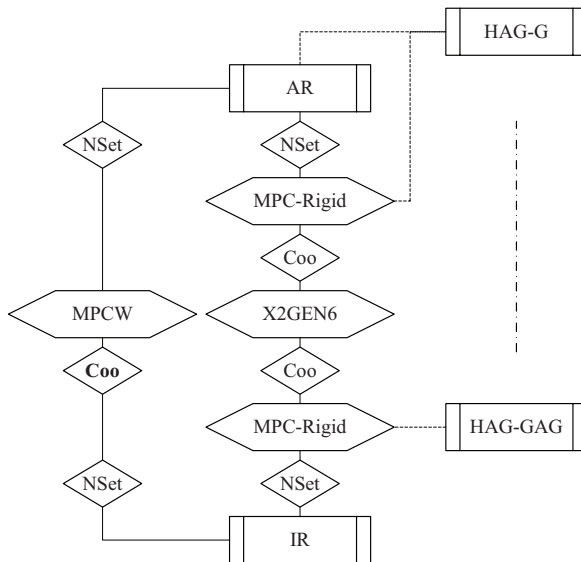 HAG-G
AR
NSet
NSet
MPC-Rigid
Coo
MPCW
X2GEN6
Coo
Coo
MPC-Rigid
HAG-GAG
NSet
NSet
IR